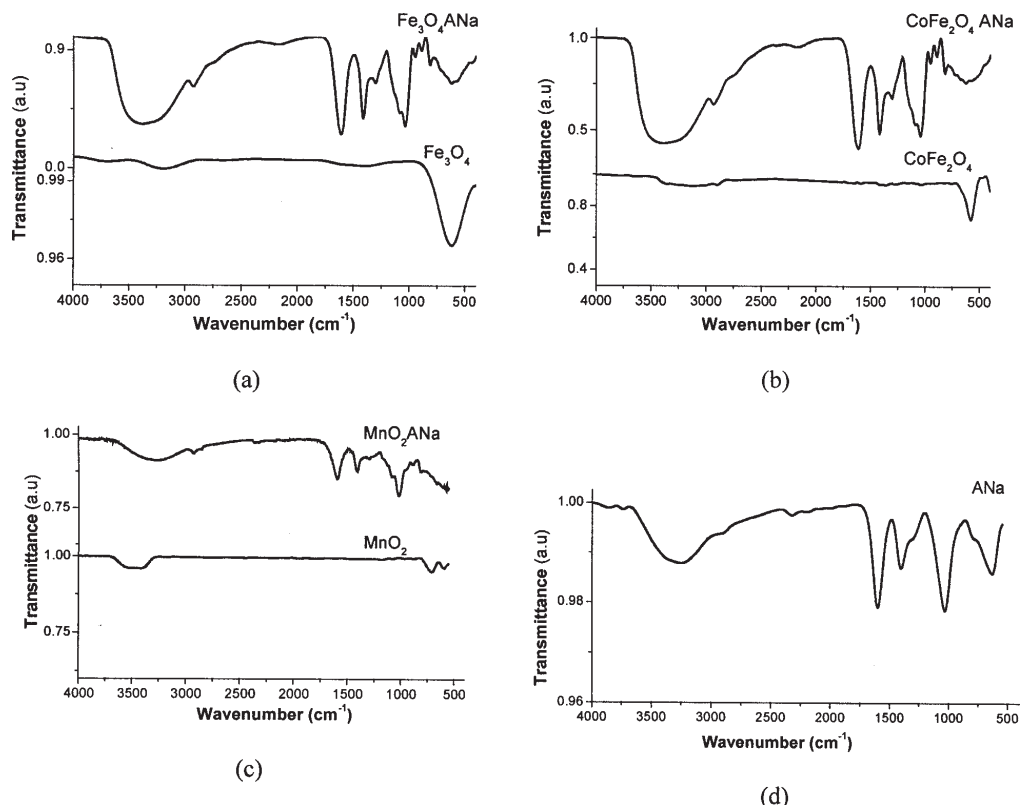 Fe₃O₄ANa
0.9
Fe₃O₄
0.0
0.99
0.96
4000 3500 3000 2500 2000 1500 1000 500
Transmittance (a.u)
Wavenumber (cm⁻¹)
(a)
CoFe₂O₄ ANa
1.0
0.5
CoFe₂O₄
0.8
0.4
4000 3500 3000 2500 2000 1500 1000 500
Transmittance (a.u)
Wavenumber (cm⁻¹)
(b)
1.00
MnO₂ANa
0.75
MnO₂
1.00
0.75
4000 3500 3000 2500 2000 1500 1000 500
Transmittance (a.u)
Wavenumber (cm⁻¹)
(c)
ANa
1.00
0.98
0.96
4000 3500 3000 2500 2000 1500 1000 500
Transmittance (a.u)
Wavenumber (cm⁻¹)
(d)